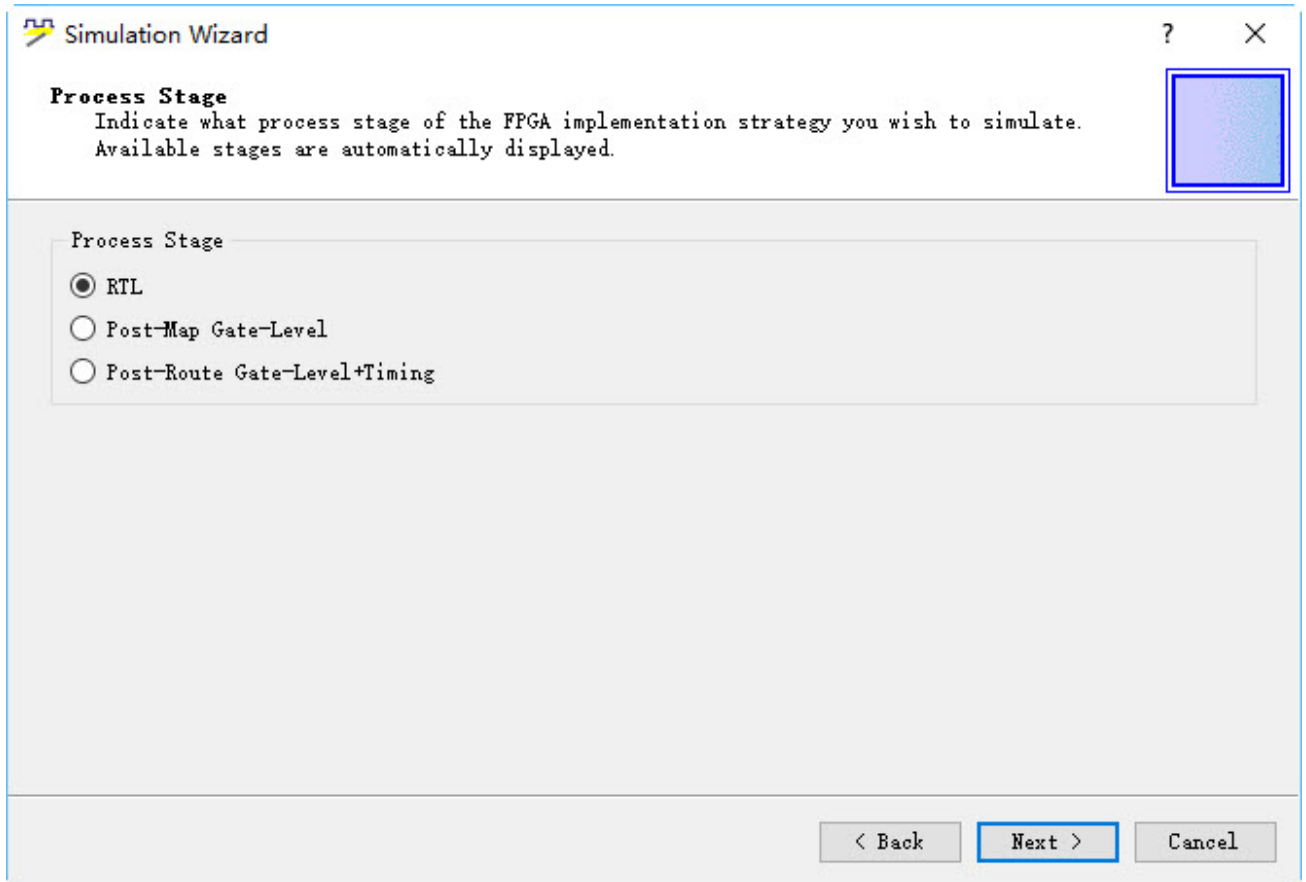 Simulation Wizard
?
Process Stage
Indicate what process stage of the FPGA implementation strategy you wish to simulate.
Available stages are automatically displayed.
Process Stage
RTL
Post-Map Gate-Level
Post-Route Gate-Level+Timing
< Back
Next >
Cancel